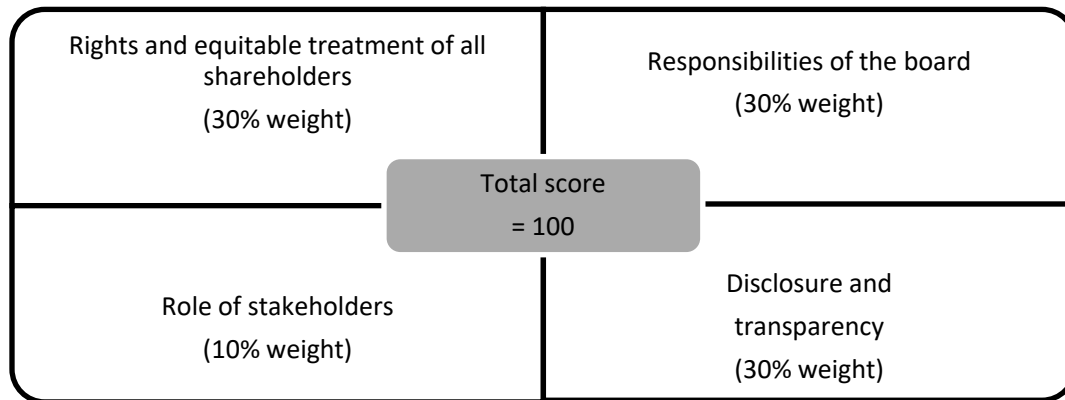 Rights and equitable treatment of all
shareholders
(30% weight)
Responsibilities of the board
(30% weight)
Total score
= 100
Role of stakeholders
(10% weight)
Disclosure and
transparency
(30% weight)